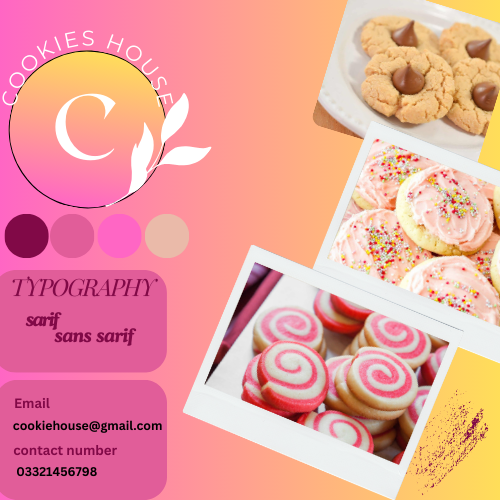 COOKIES HOUSE
C
TYPOGRAPHY
sarif
sans sarif
Email
cookiehouse@gmail.com
contact number
03321456798